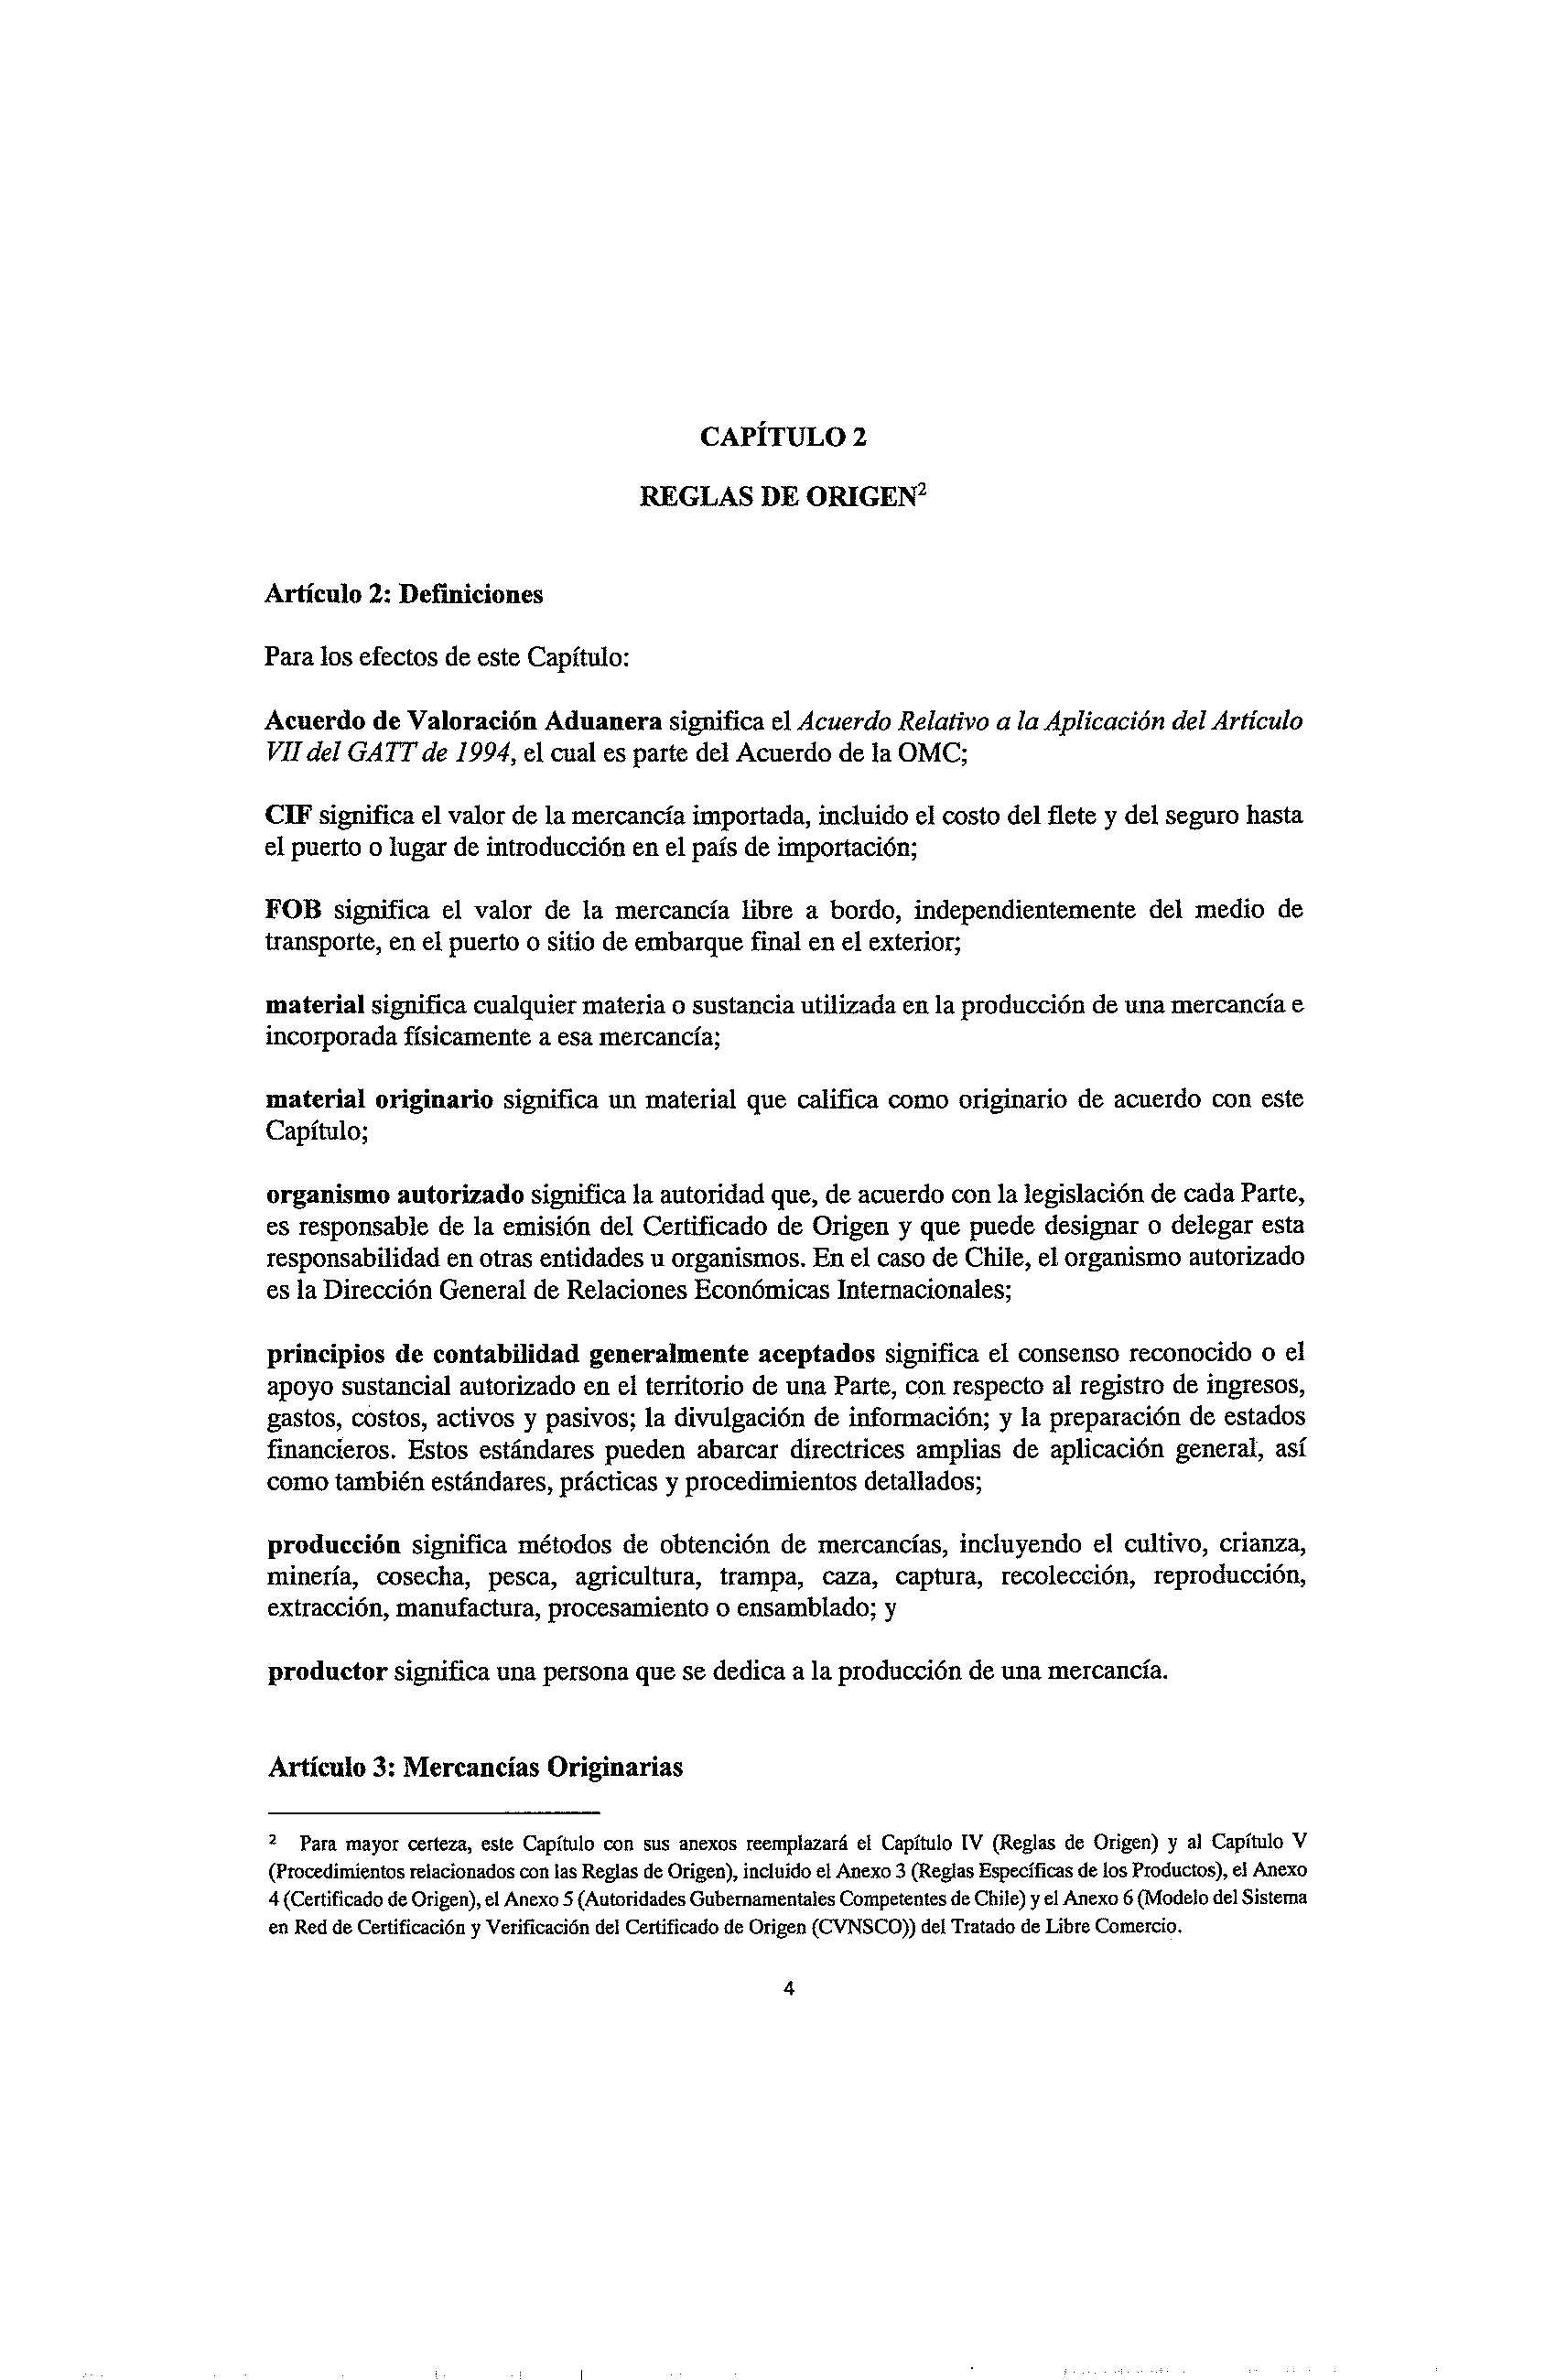 CAPÍTULO 2
REGLAS DE ORIGEN²
Artículo 2: Definiciones
Para los efectos de este Capítulo:
Acuerdo de Valoración Aduanera significa el Acuerdo Relativo a la Aplicación del Artículo
VII del GATT de 1994, el cual es parte del Acuerdo de la OMC;
CIF significa el valor de la mercancía importada, incluido el costo del flete y del seguro hasta
el puerto o lugar de introducción en el país de importación;
FOB significa el valor de la mercancía libre a bordo, independientemente del medio de
transporte, en el puerto o sitio de embarque final en el exterior;
material significa cualquier materia o sustancia utilizada en la producción de una mercancía e
incorporada físicamente a esa mercancía;
material originario significa un material que califica como originario de acuerdo con este
Capítulo;
organismo autorizado significa la autoridad que, de acuerdo con la legislación de cada Parte,
es responsable de la emisión del Certificado de Origen y que puede designar o delegar esta
responsabilidad en otras entidades u organismos. En el caso de Chile, el organismo autorizado
es la Dirección General de Relaciones Económicas Internacionales;
principios de contabilidad generalmente aceptados significa el consenso reconocido o el
apoyo sustancial autorizado en el territorio de una Parte, con respecto al registro de ingresos,
gastos, costos, activos y pasivos; la divulgación de información; y la preparación de estados
financieros. Estos estándares pueden abarcar directrices amplias de aplicación general, así
como también estándares, prácticas y procedimientos detallados;
producción significa métodos de obtención de mercancías, incluyendo el cultivo, crianza,
minería, cosecha, pesca, agricultura, trampa, caza, captura, recolección, reproducción,
extracción, manufactura, procesamiento o ensamblado; y
productor significa una persona que se dedica a la producción de una mercancía.
Artículo 3: Mercancías Originarias
² Para mayor certeza, este Capítulo con sus anexos reemplazará el Capítulo IV (Reglas de Origen) y al Capítulo V
(Procedimientos relacionados con las Reglas de Origen), incluido el Anexo 3 (Reglas Específicas de los Productos), el Anexo
4 (Certificado de Origen), el Anexo 5 (Autoridades Gubernamentales Competentes de Chile) y el Anexo 6 (Modelo del Sistema
en Red de Certificación y Verificación del Certificado de Origen (CVNSCO)) del Tratado de Libre Comercio.
4